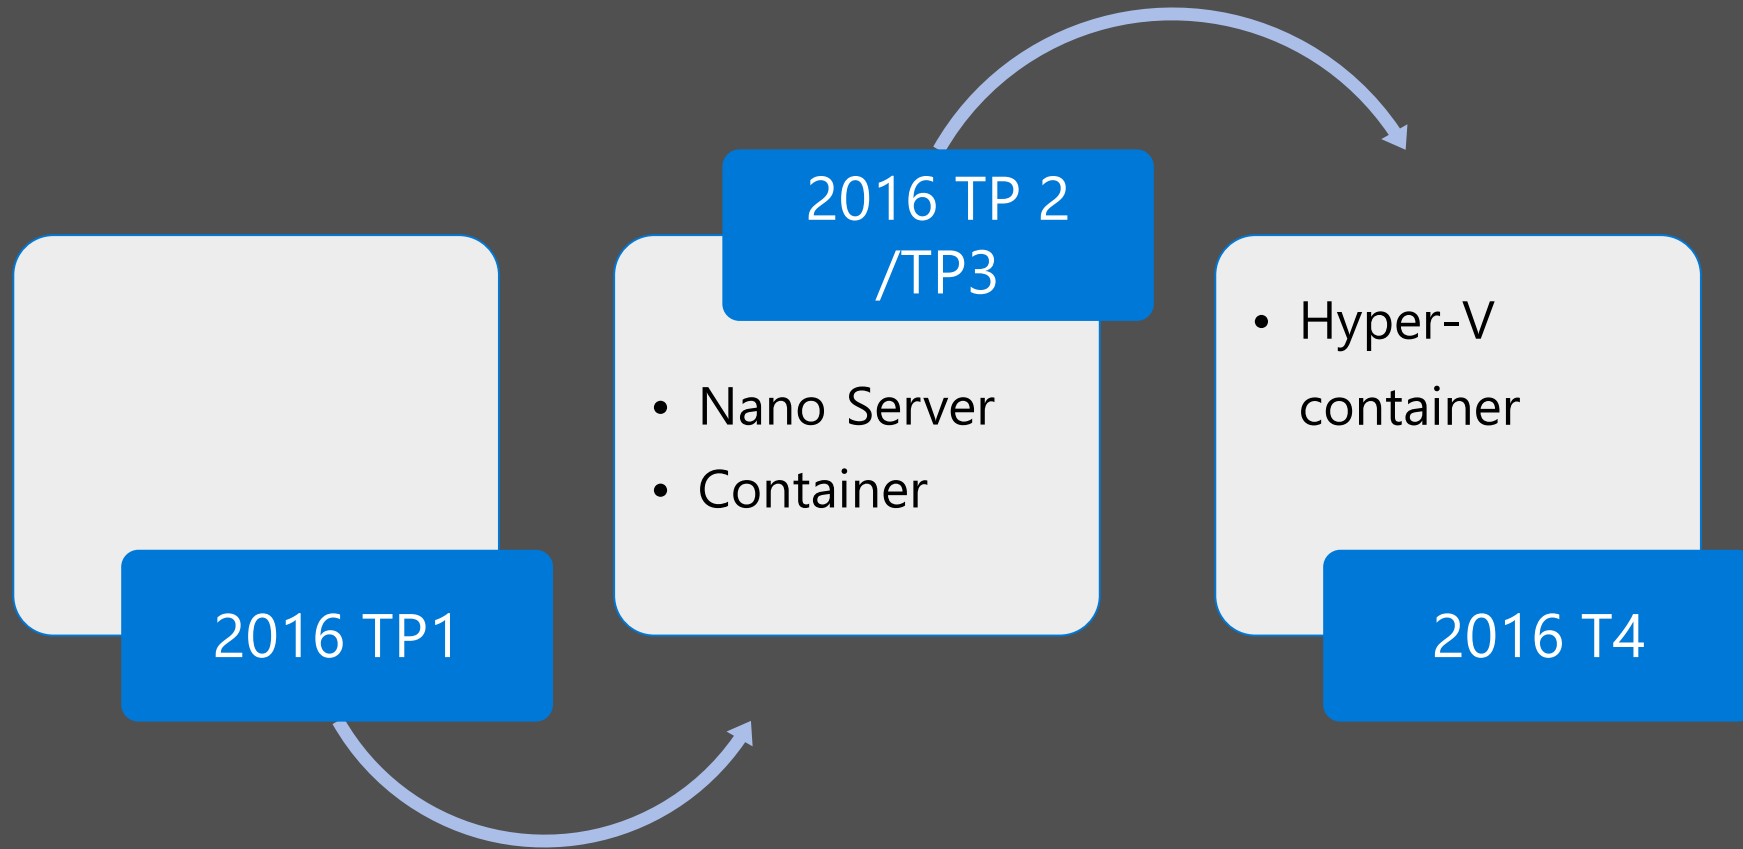 2016 TP1
2016 TP 2
/TP3
• Nano Server
• Container
• Hyper-V
container
2016 T4